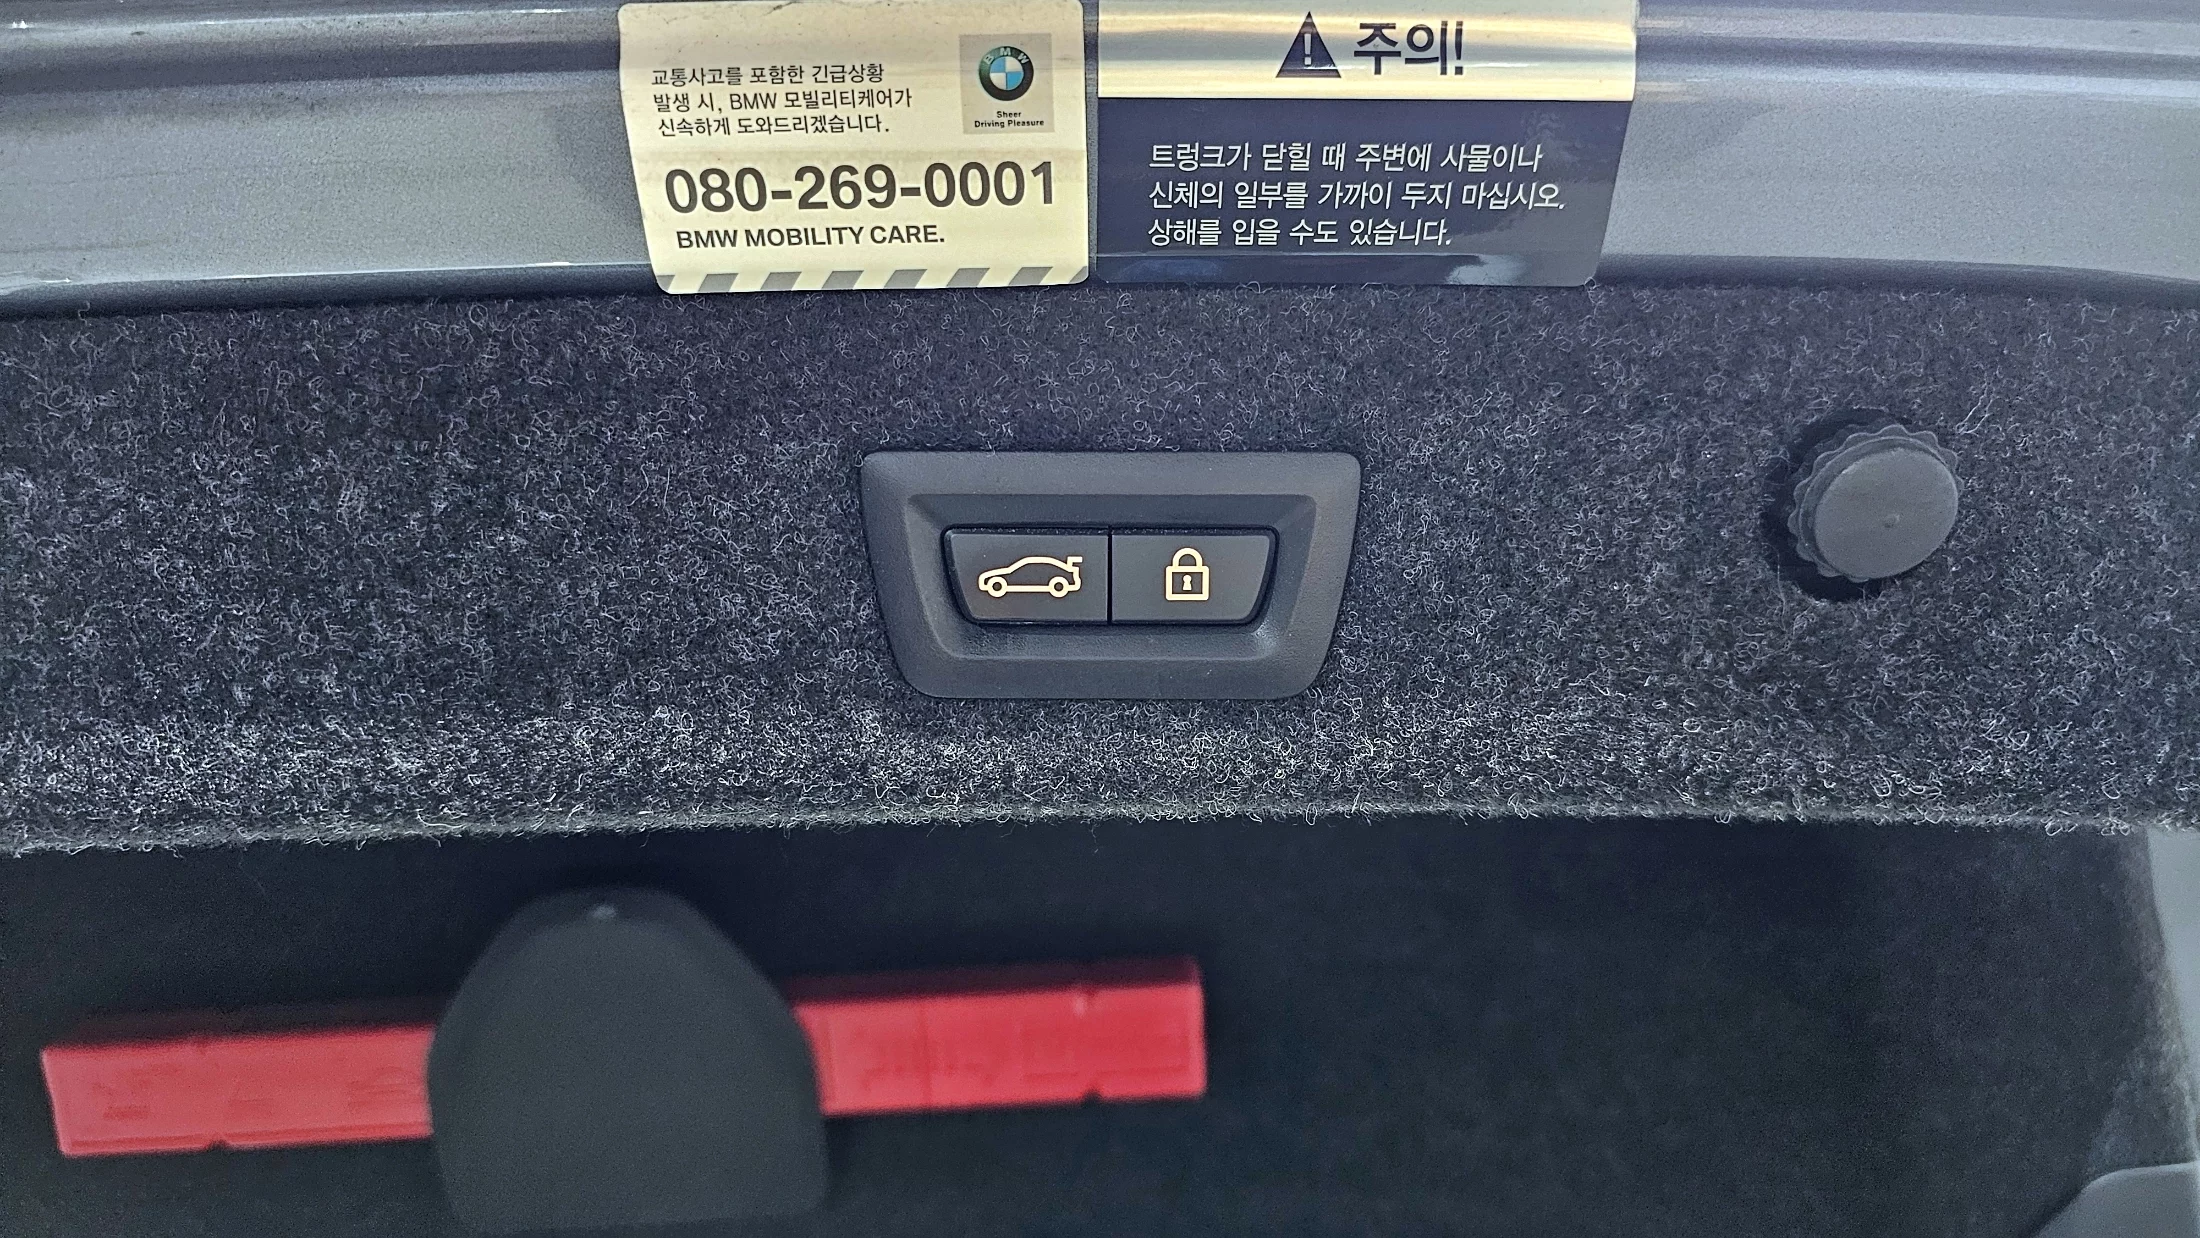 교통사고를 포함한 긴급상황
발생 시, BMW 모빌리티케어가
신속하게 도와드리겠습니다.
BMW
Sheer
Driving Pleasure
080-269-0001
BMW MOBILITY CARE.
주의!
트렁크가 닫힐 때 주변에 사물이나
신체의 일부를 가까이 두지 마십시오.
상해를 입을 수도 있습니다.